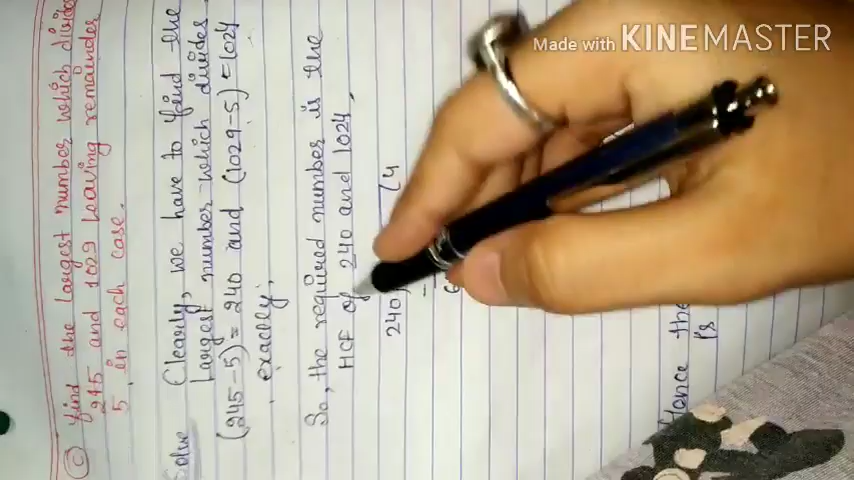 (C) find the largest number which divides
245 and 1029 leaving remainder
5 in each case.
Solve Clearly, we have to find the
largest number which divides
(245-5) = 240 and (1029-5) = 1024
exactly;
So, the required number is the
HCF of 240 and 1024,
240) (4
Hence the
is
Made with KINEMASTER